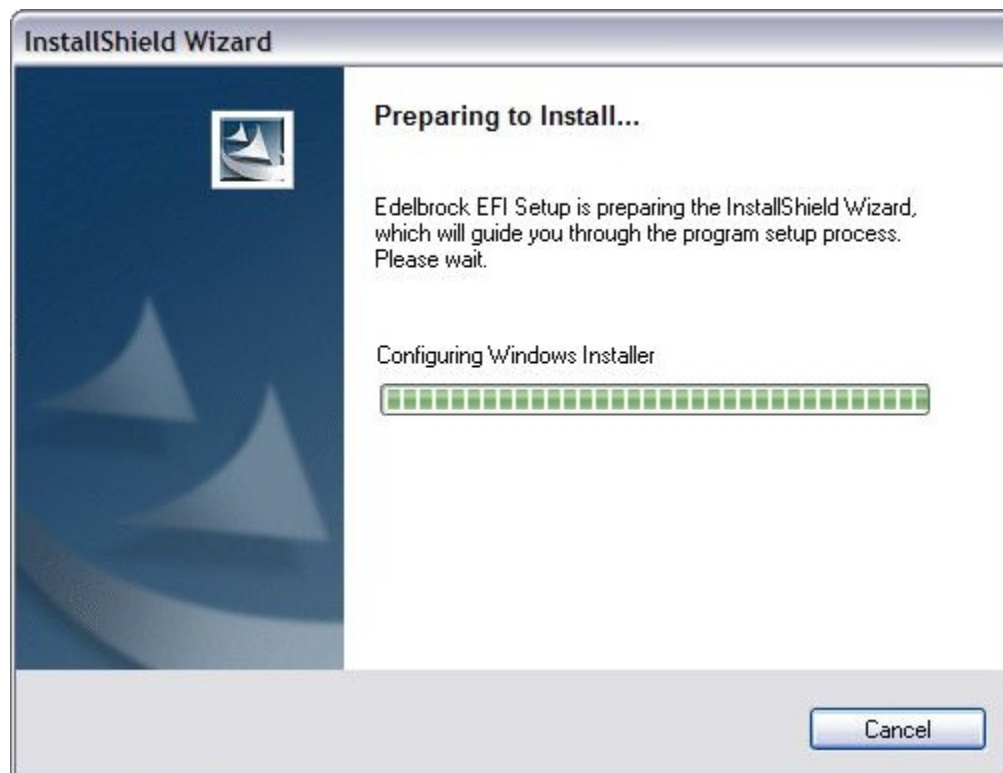 InstallShield Wizard
Preparing to Install...
Edelbrock EFI Setup is preparing the InstallShield Wizard,
which will guide you through the program setup process.
Please wait.
Configuring Windows Installer
Cancel